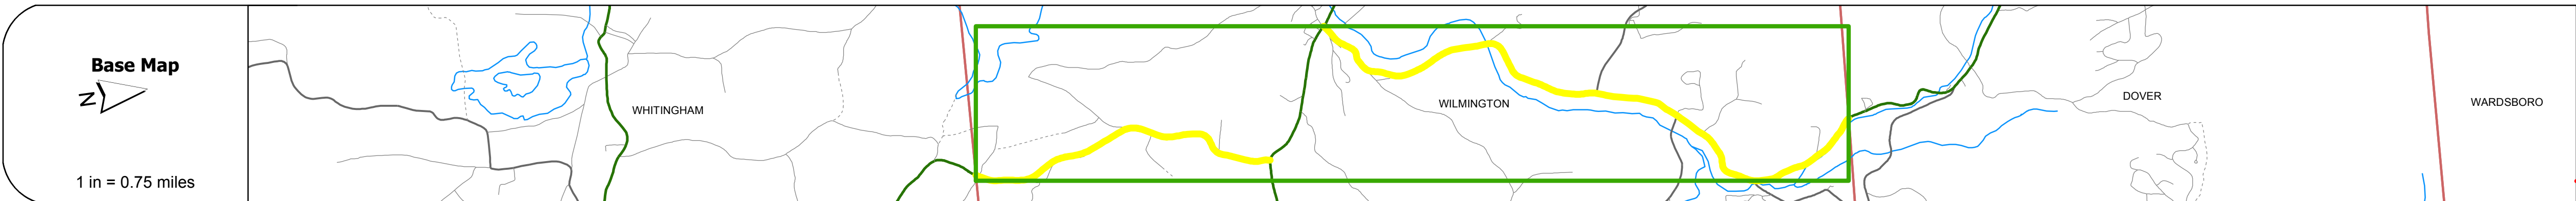 Base Map
N
1 in = 0.75 miles
WHITINGHAM
WILMINGTON
DOVER
WARDSBORO